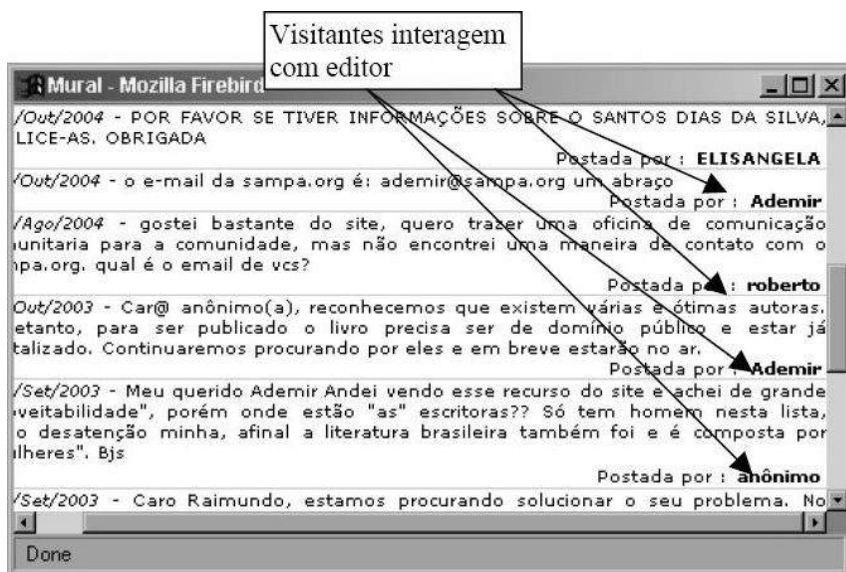 Visitantes interagem
com editor
Mural - Mozilla Firebird
/Out/2004 - POR FAVOR SE TIVER INFORMAÇÕES SOBRE O SANTOS DIAS DA SILVA,
LICE-AS. OBRIGADA
Postada por : ELISANGELA
/Out/2004 - o e-mail da sampa.org é: ademir@sampa.org um abraço
Postada por : Ademir
/Ago/2004 - gostei bastante do site, quero trazer uma oficina de comunicação
unitaria para a comunidade, mas não encontrei uma maneira de contato com o
pa.org. qual é o email de vcs?
Postada por : roberto
Out/2003 - Car@ anônimo(a), reconhecemos que existem várias e ótimas autoras.
etanto, para ser publicado o livro precisa ser de domínio público e estar já
talizado. Continuaremos procurando por eles e em breve estarão no ar.
Postada por : Ademir
/Set/2003 - Meu querido Ademir Andei vendo esse recurso do site e achei de grande
veitabilidade", porém onde estão "as" escritoras?? Só tem homem nesta lista,
o desatenção minha, afinal a literatura brasileira também foi e é composta por
lheres". Bjs
Postada por : anônimo
/Set/2003 - Caro Raimundo, estamos procurando solucionar o seu problema. No
Done